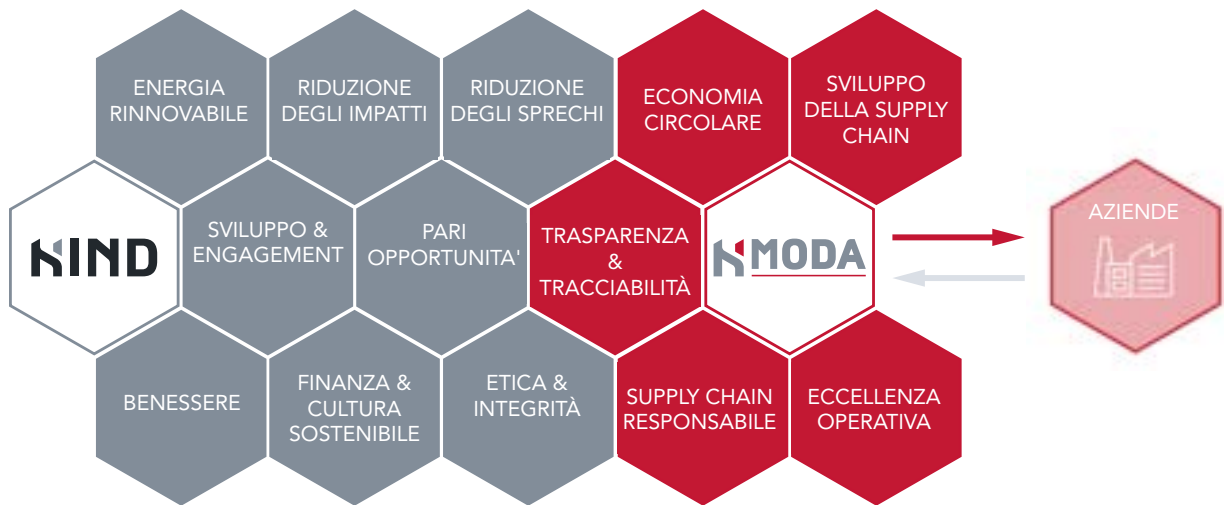 ENERGIA
RINNOVABILE
RIDUZIONE
DEGLI IMPATTI
RIDUZIONE
DEGLI SPRECHI
ECONOMIA
CIRCOLARE
SVILUPPO
DELLA SUPPLY
CHAIN
KIND
SVILUPPO &
ENGAGEMENT
PARI
OPPORTUNITA'
TRASPARENZA
&
TRACCIABILITÀ
K MODA
AZIENDE
BENESSERE
FINANZA &
CULTURA
SOSTENIBILE
ETICA &
INTEGRITÀ
SUPPLY CHAIN
RESPONSABILE
ECCELLENZA
OPERATIVA